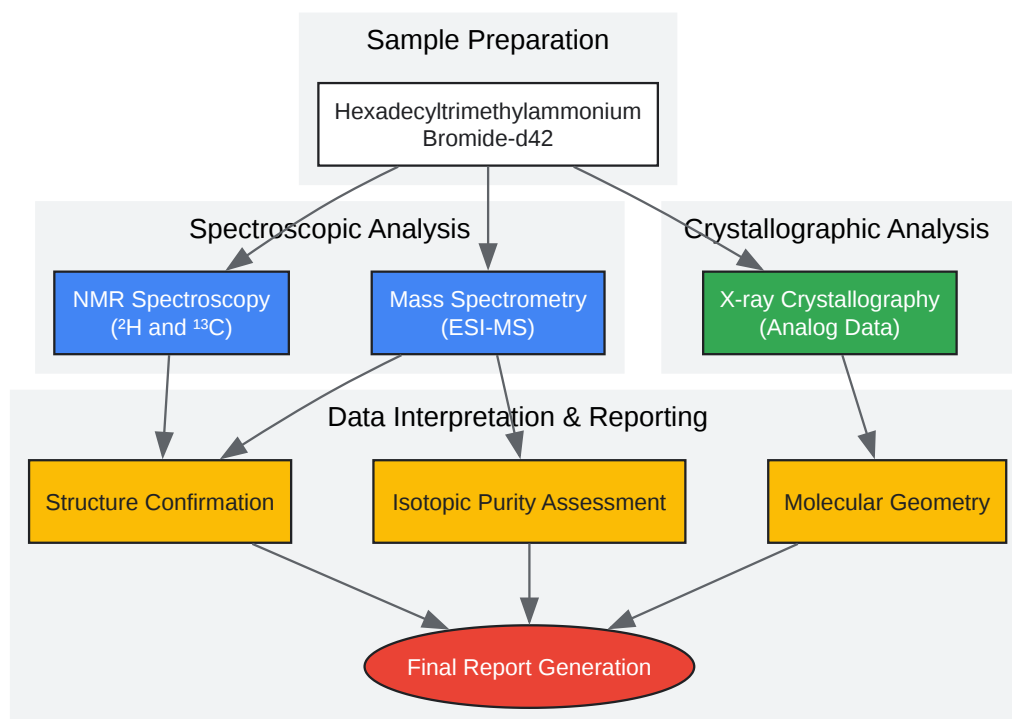 Sample Preparation
Hexadecyltrimethylammonium
Bromide-d42
Spectroscopic Analysis
Crystallographic Analysis
NMR Spectroscopy
(²H and ¹³C)
Mass Spectrometry
(ESI-MS)
X-ray Crystallography
(Analog Data)
Data Interpretation & Reporting
Structure Confirmation
Isotopic Purity Assessment
Molecular Geometry
Final Report Generation